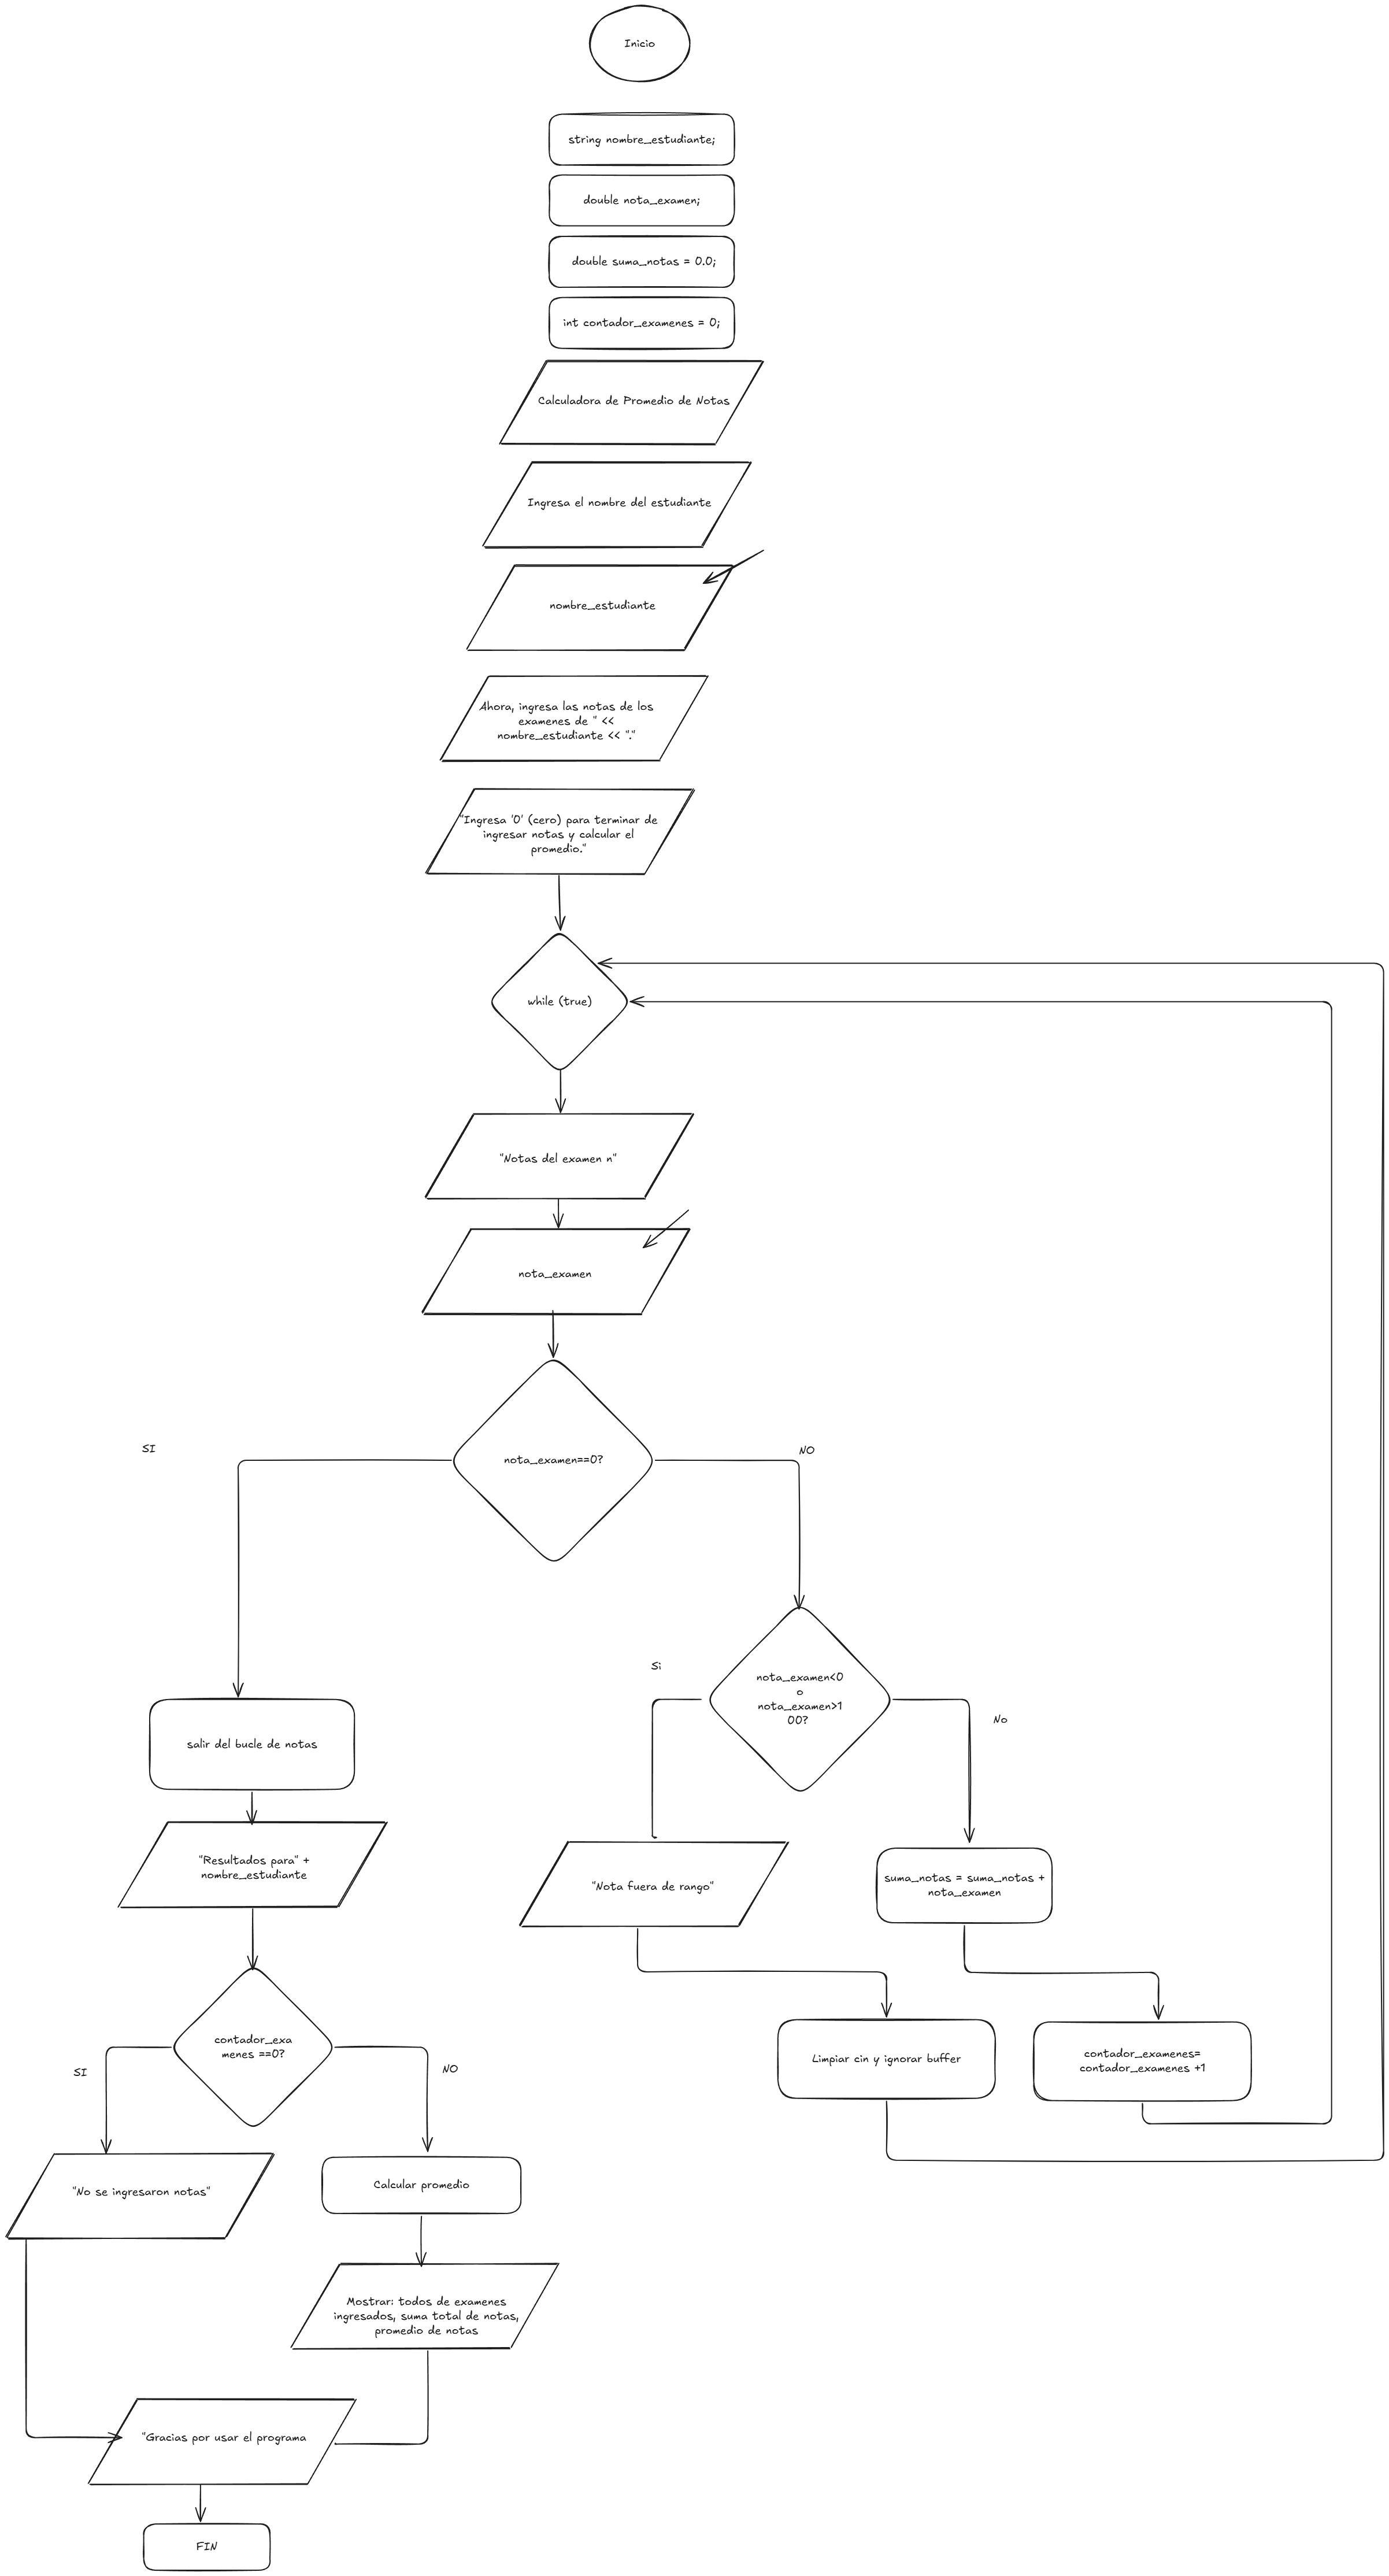 Inicio
string nombre_estudiante;
double nota_examen;
double suma_notas = 0.0;
int contador_examenes = 0;
Calculadora de Promedio de Notas
Ingresa el nombre del estudiante
nombre_estudiante
Ahora, ingresa las notas de los
examenes de " <<
nombre_estudiante << "."
"Ingresa '0' (cero) para terminar de
ingresar notas y calcular el
promedio."
while (true)
"Notas del examen n"
nota_examen
nota_examen==0?
SI
NO
nota_examen<0
o
nota_examen>1
00?
Si
No
salir del bucle de notas
"Resultados para" +
nombre_estudiante
"Nota fuera de rango"
suma_notas = suma_notas +
nota_examen
contador_exa
menes ==0?
SI
NO
Limpiar cin y ignorar buffer
contador_examenes=
contador_examenes +1
"No se ingresaron notas"
Calcular promedio
Mostrar: todos de examenes
ingresados, suma total de notas,
promedio de notas
"Gracias por usar el programa
FIN